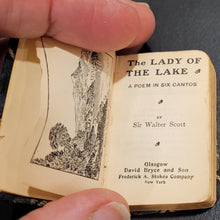 The LADY OF
THE LAKE
A POEM IN SIX CANTOS
BY
Sir Walter Scott
Glasgow
David Bryce and Son
Frederick A. Stokes Company
New York